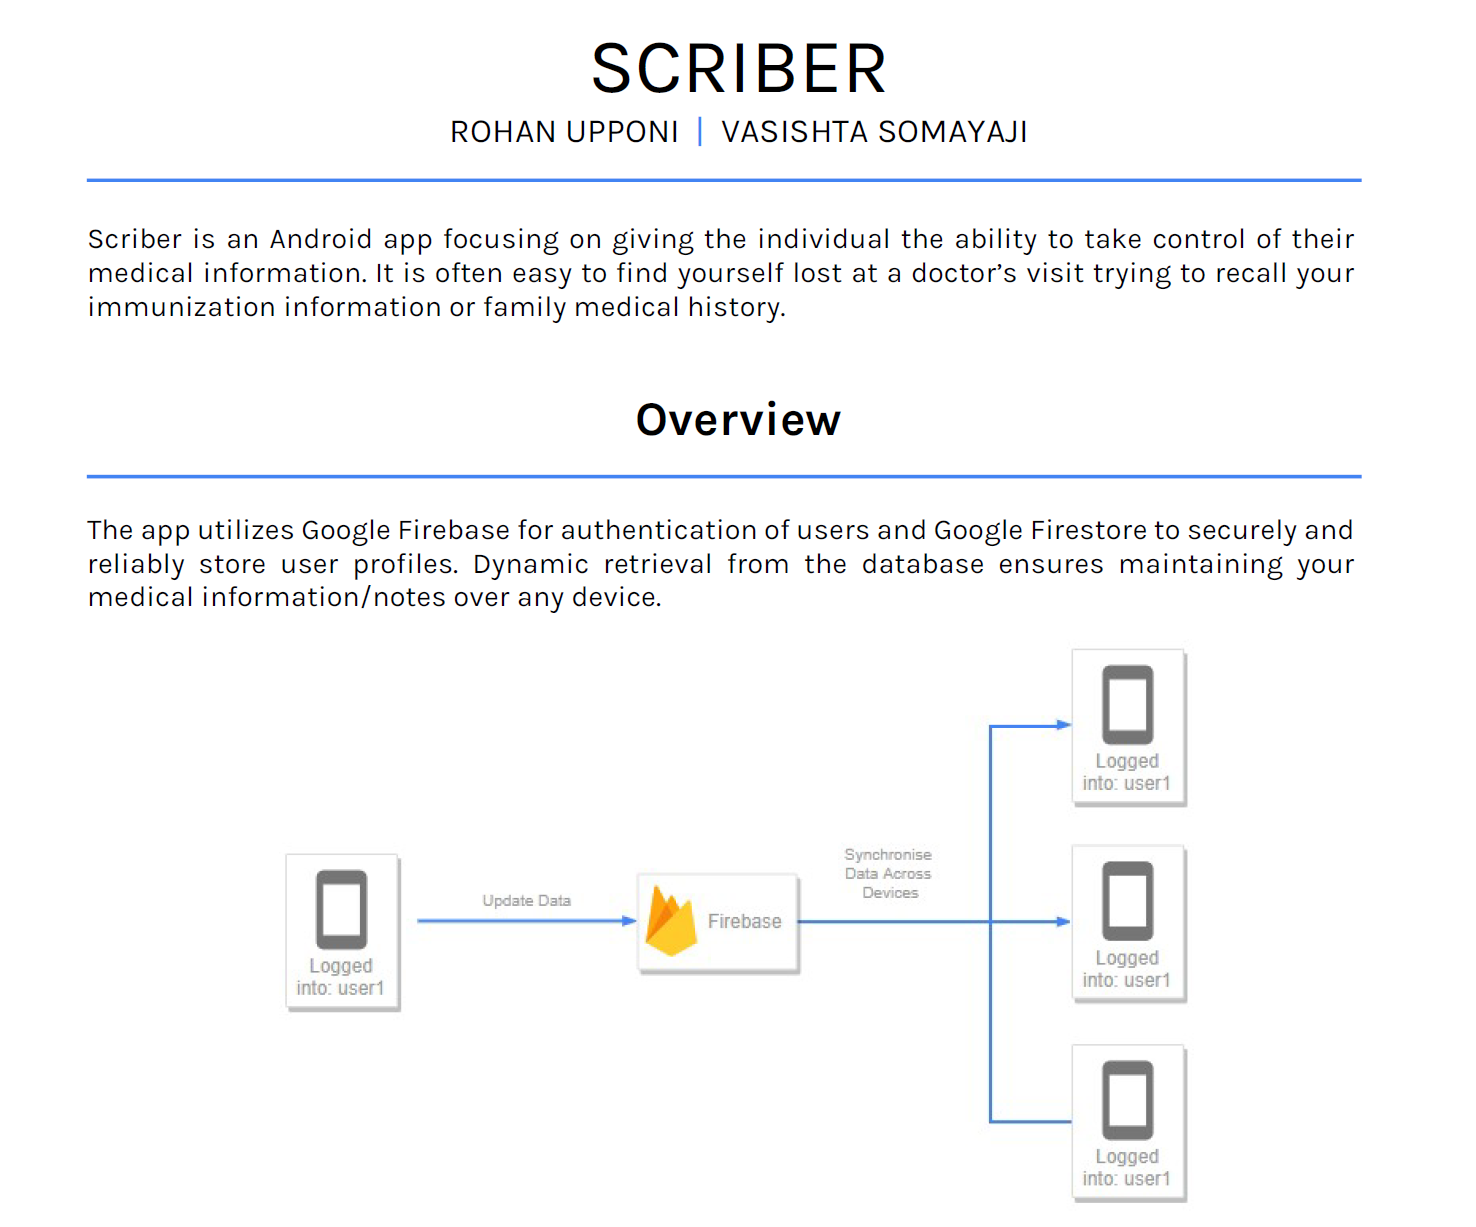 SCRIBER
ROHAN UPPONI | VASISHTA SOMAYAJI
Scriber is an Android app focusing on giving the individual the ability to take control of their
medical information. It is often easy to find yourself lost at a doctor’s visit trying to recall your
immunization information or family medical history.
Overview
The app utilizes Google Firebase for authentication of users and Google Firestore to securely and
reliably store user profiles. Dynamic retrieval from the database ensures maintaining your
medical information/notes over any device.
Logged
into: user1
Update Data
Firebase
Synchronise
Data Across
Devices
Logged
into: user1
Logged
into: user1
Logged
into: user1